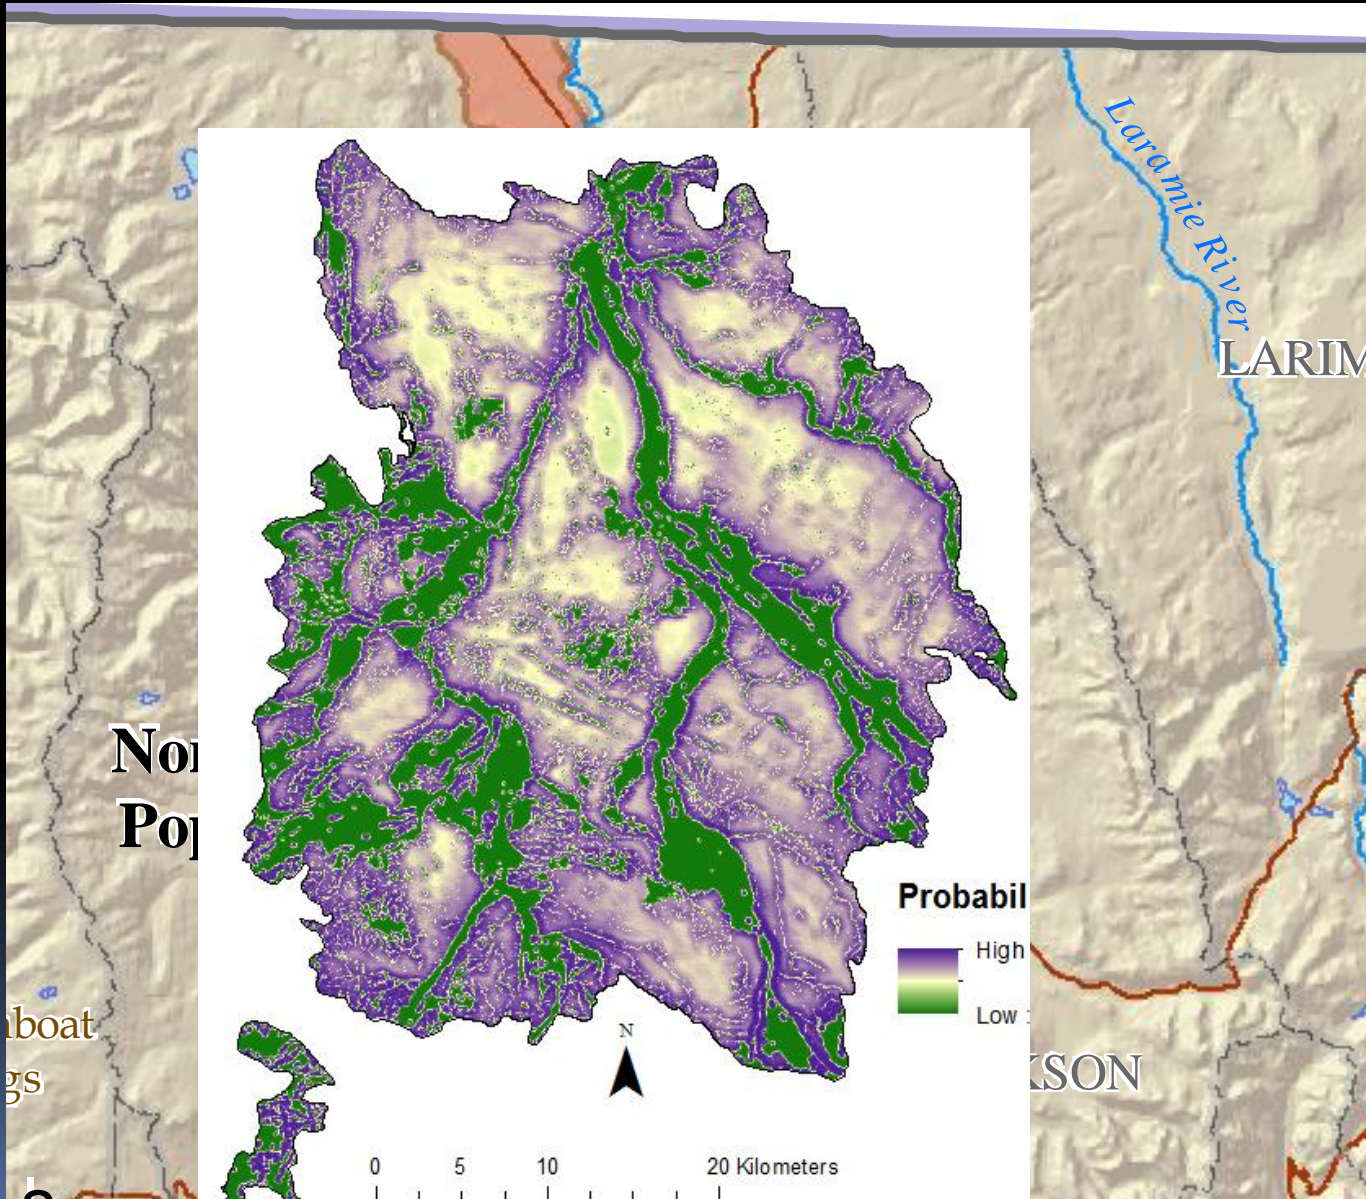 Laramie River
LARIM
Nor
Pop
Probabil
High
Low :
boat
gs
KSON
N
0 5 10 20 Kilometers